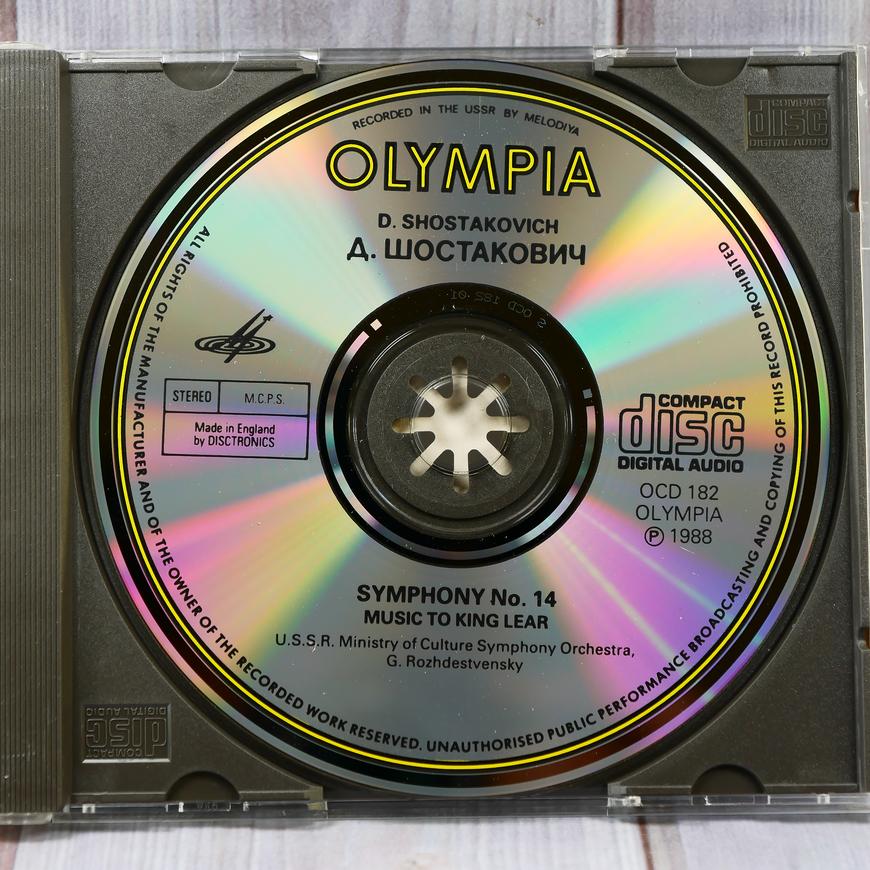 RECORDED IN THE USSR BY MELODIYA
OLYMPIA
D. SHOSTAKOVICH
Д. ШОСТАКОВИЧ
STEREO M.C.P.S.
Made in England
by DISCTRONICS
COMPACT
disc
DIGITAL AUDIO
OCD 182
OLYMPIA
℗ 1988
SYMPHONY No. 14
MUSIC TO KING LEAR
U.S.S.R. Ministry of Culture Symphony Orchestra,
G. Rozhdestvensky
ALL RIGHTS OF THE MANUFACTURER AND OF THE OWNER OF THE RECORDED WORK RESERVED. UNAUTHORISED PUBLIC PERFORMANCE BROADCASTING AND COPYING OF THIS RECORD PROHIBITED
S OCD 182 01
COMPACT
disc
DIGITAL AUDIO
COMPACT
disc
DIGITAL AUDIO